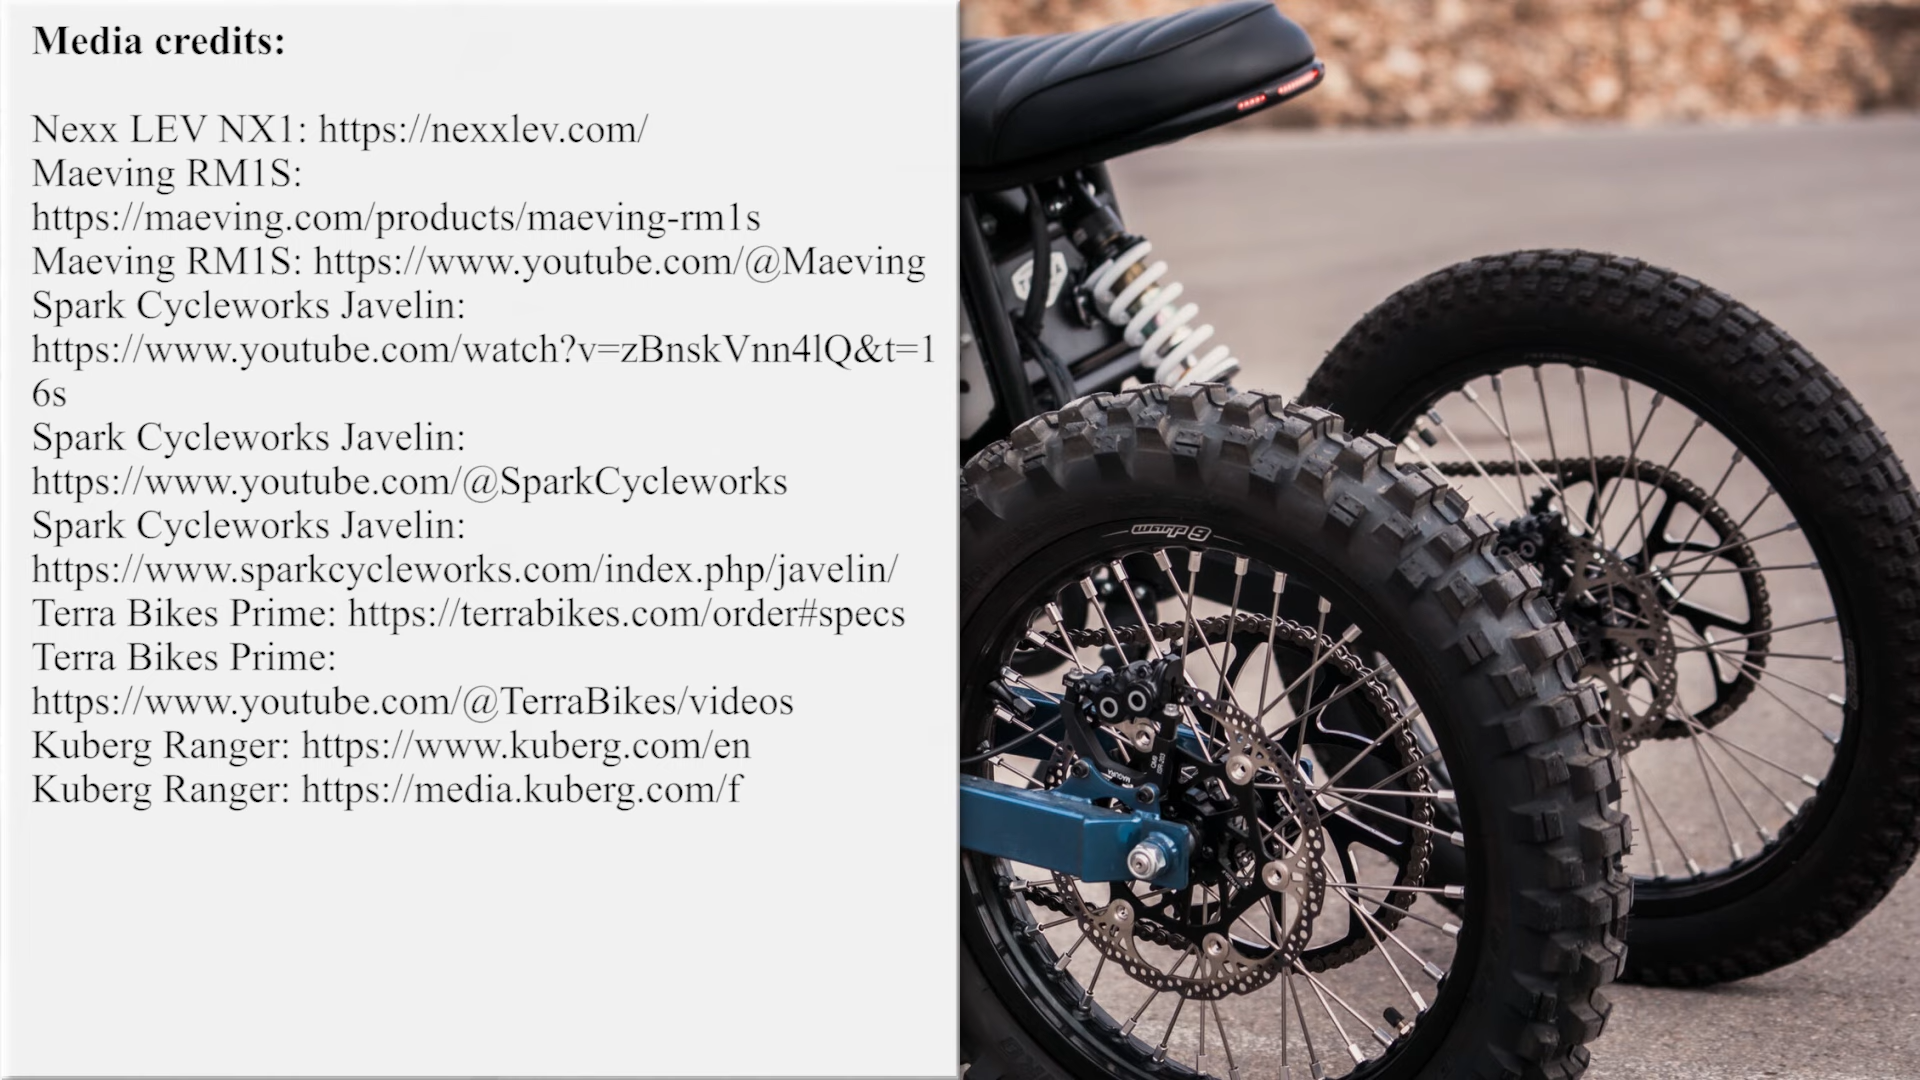 Media credits:
Nexx LEV NX1: https://nexxlev.com/
Maeving RM1S:
https://maeving.com/products/maeving-rm1s
Maeving RM1S: https://www.youtube.com/@Maeving
Spark Cycleworks Javelin:
https://www.youtube.com/watch?v=zBnskVnn4lQ&t=1
6s
Spark Cycleworks Javelin:
https://www.youtube.com/@SparkCycleworks
Spark Cycleworks Javelin:
https://www.sparkcycleworks.com/index.php/javelin/
Terra Bikes Prime: https://terrabikes.com/order#specs
Terra Bikes Prime:
https://www.youtube.com/@TerraBikes/videos
Kuberg Ranger: https://www.kuberg.com/en
Kuberg Ranger: https://media.kuberg.com/f
warp 9
MAGURA